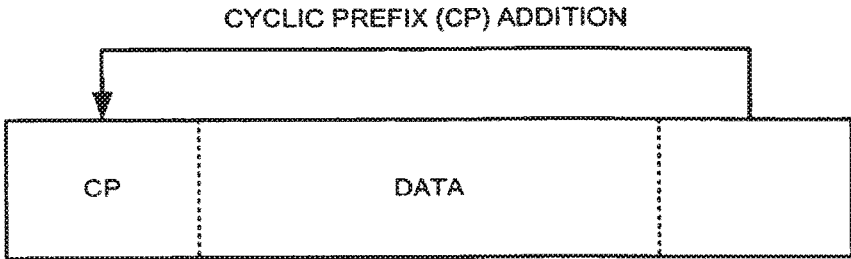 CYCLIC PREFIX (CP) ADDITION
CP
DATA